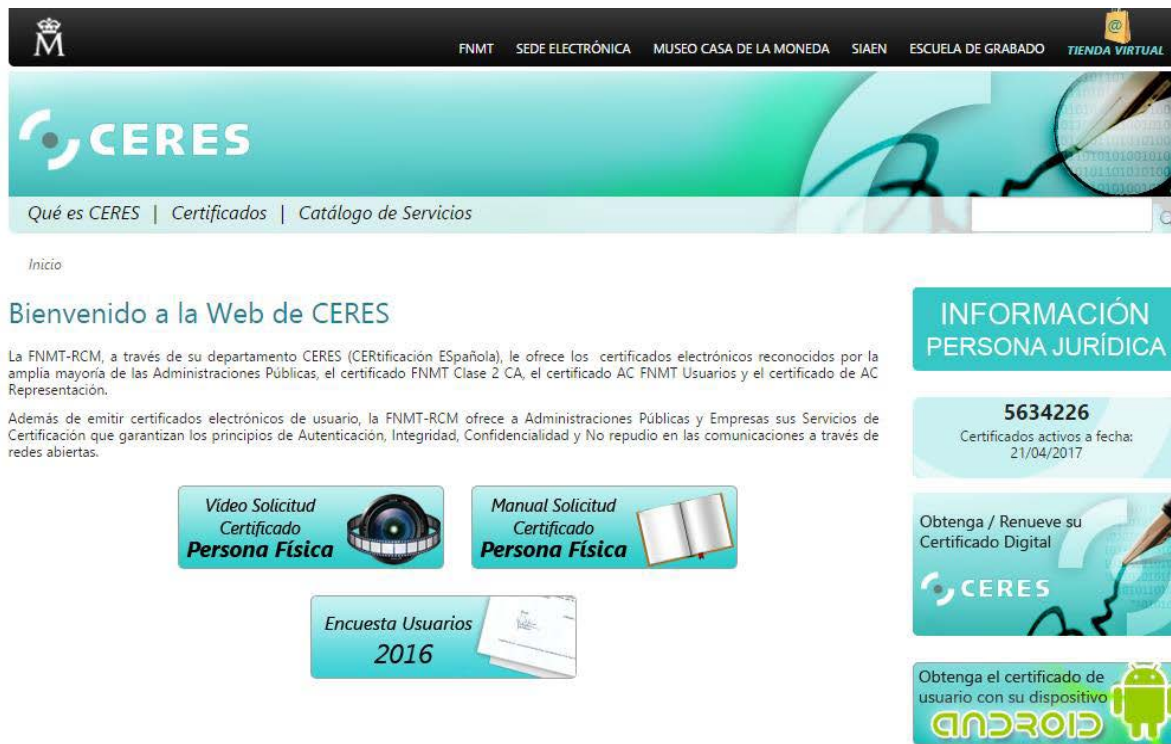 M
FNMT SEDE ELECTRÓNICA MUSEO CASA DE LA MONEDA SIAEN ESCUELA DE GRABADO TIENDA VIRTUAL
CERES
Qué es CERES | Certificados | Catálogo de Servicios
Inicio
Bienvenido a la Web de CERES
La FNMT-RCM, a través de su departamento CERES (CERtificación ESpañola), le ofrece los certificados electrónicos reconocidos por la
amplia mayoría de las Administraciones Públicas, el certificado FNMT Clase 2 CA, el certificado AC FNMT Usuarios y el certificado de AC
Representación.
Además de emitir certificados electrónicos de usuario, la FNMT-RCM ofrece a Administraciones Públicas y Empresas sus Servicios de
Certificación que garantizan los principios de Autenticación, Integridad, Confidencialidad y No repudio en las comunicaciones a través de
redes abiertas.
Vídeo Solicitud
Certificado
Persona Física
Manual Solicitud
Certificado
Persona Física
Encuesta Usuarios
2016
INFORMACIÓN
PERSONA JURÍDICA
5634226
Certificados activos a fecha:
21/04/2017
Obtenga / Renueve su
Certificado Digital
CERES
Obtenga el certificado de
usuario con su dispositivo
ANDROID